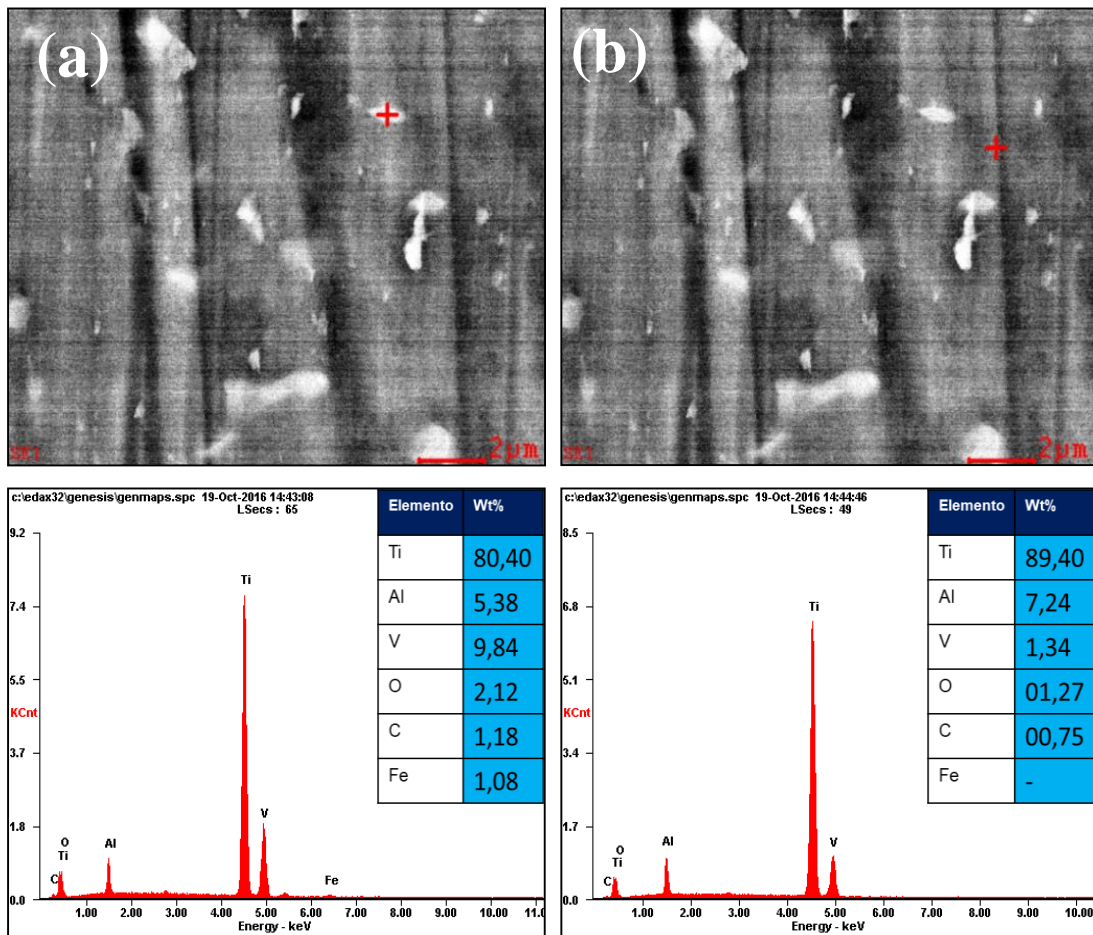 (a)
SE1
2µm
(b)
SE1
2µm
c:\edax32\genesis\genmaps.spc 19-Oct-2016 14:43:08
LSecs : 65
Elemento Wt%
Ti 80,40
Al 5,38
V 9,84
O 2,12
C 1,18
Fe 1,08
9.2
7.4
5.5
KCnt
3.7
1.8
0.0
Ti
V
O
Ti
Al
C
Fe
1.00 2.00 3.00 4.00 5.00 6.00 7.00 8.00 9.00 10.00 11.0
Energy - keV
c:\edax32\genesis\genmaps.spc 19-Oct-2016 14:44:46
LSecs : 49
Elemento Wt%
Ti 89,40
Al 7,24
V 1,34
O 01,27
C 00,75
Fe -
8.5
6.8
5.1
KCnt
3.4
1.7
0.0
Ti
V
O
Ti
Al
C
1.00 2.00 3.00 4.00 5.00 6.00 7.00 8.00 9.00 10.00
Energy - keV